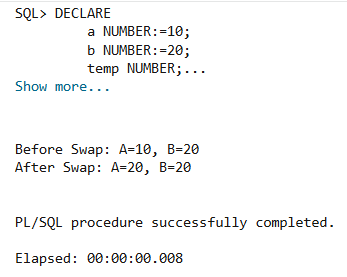 SQL> DECLARE
a NUMBER:=10;
b NUMBER:=20;
temp NUMBER;...
Show more...
Before Swap: A=10, B=20
After Swap: A=20, B=20
PL/SQL procedure successfully completed.
Elapsed: 00:00:00.008